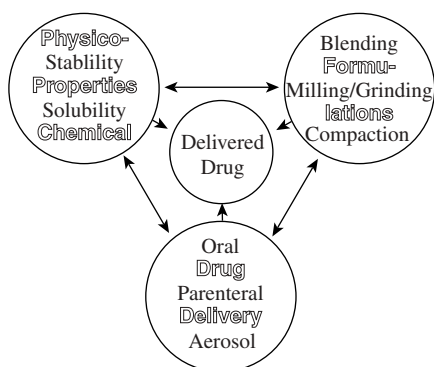 Physico-
Stablility
Properties
Solubility
Chemical
Blending
Formu-
Milling/Grinding
lations
Compaction
Delivered
Drug
Oral
Drug
Parenteral
Delivery
Aerosol